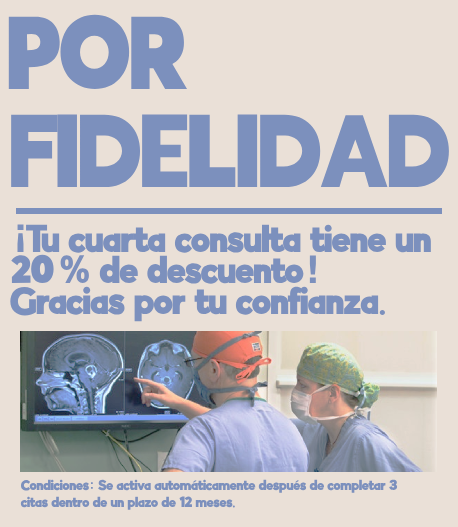 POR
FIDELIDAD
¡Tu cuarta consulta tiene un
20 % de descuento!
Gracias por tu confianza.
Condiciones: Se activa automáticamente después de completar 3
citas dentro de un plazo de 12 meses.